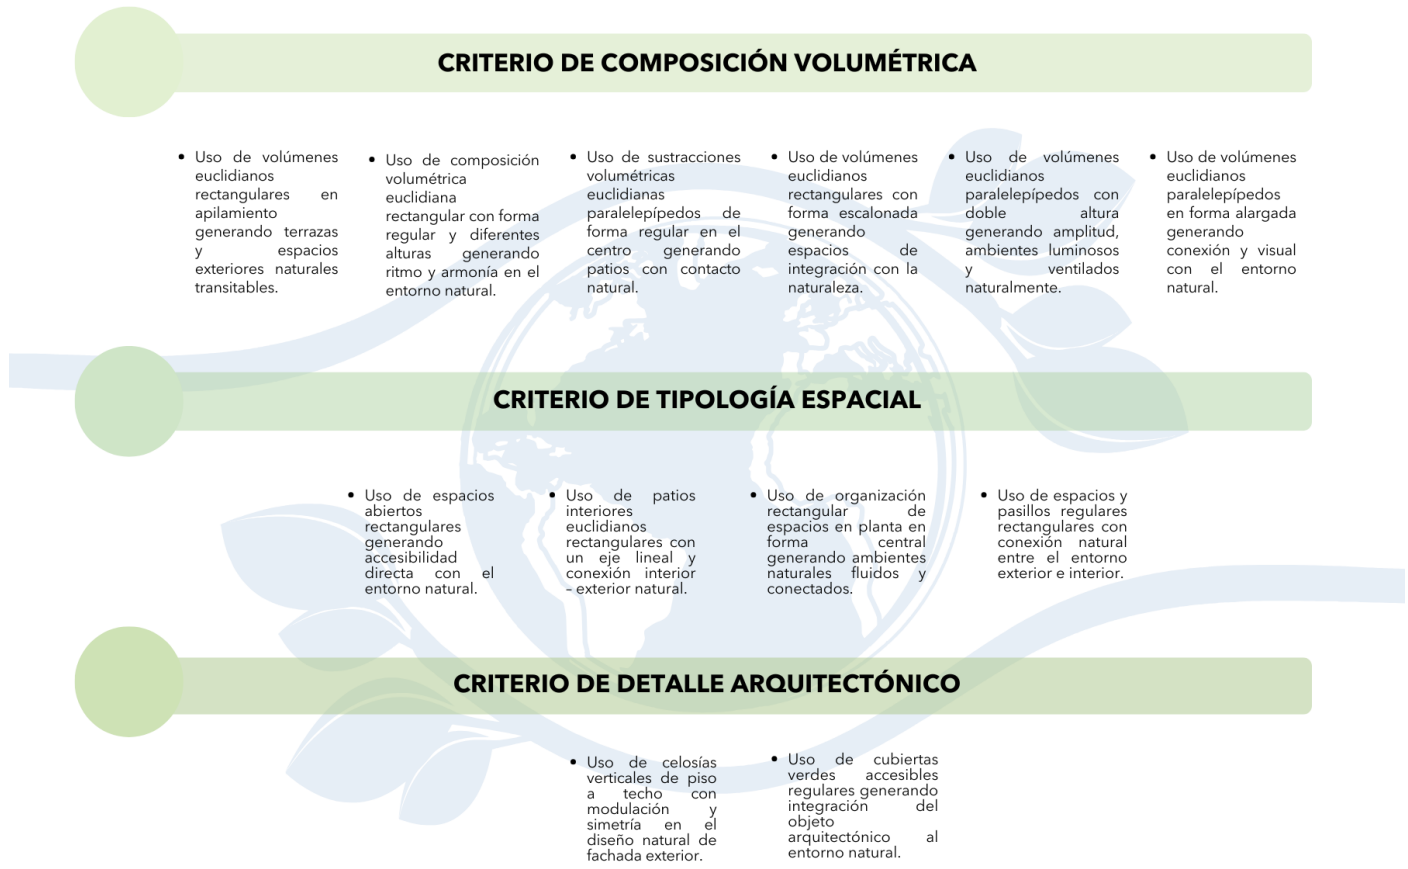 CRITERIO DE COMPOSICIÓN VOLUMÉTRICA
• Uso de volúmenes
euclidianos
rectangulares en
apilamiento
generando terrazas
y espacios
exteriores naturales
transitables.
• Uso de composición
volumétrica
euclidiana
rectangular con forma
regular y diferentes
alturas generando
ritmo y armonía en el
entorno natural.
• Uso de sustracciones
volumétricas
euclidianas
paralelepípedos de
forma regular en el
centro generando
patios con contacto
natural.
• Uso de volúmenes
euclidianos
rectangulares con
forma escalonada
generando
espacios de
integración con la
naturaleza.
• Uso de volúmenes
euclidianos
paralelepípedos con
doble altura
generando amplitud,
ambientes luminosos
y ventilados
naturalmente.
• Uso de volúmenes
euclidianos
paralelepípedos
en forma alargada
generando
conexión y visual
con el entorno
natural.
CRITERIO DE TIPOLOGÍA ESPACIAL
• Uso de espacios
abiertos
rectangulares
generando
accesibilidad
directa con el
entorno natural.
• Uso de patios
interiores
euclidianos
rectangulares con
un eje lineal y
conexión interior
– exterior natural.
• Uso de organización
rectangular de
espacios en planta en
forma central
generando ambientes
naturales fluidos y
conectados.
• Uso de espacios y
pasillos regulares
rectangulares con
conexión natural
entre el entorno
exterior e interior.
CRITERIO DE DETALLE ARQUITECTÓNICO
• Uso de celosías
verticales de piso
a techo con
modulación y
simetría en el
diseño natural de
fachada exterior.
• Uso de cubiertas
verdes accesibles
regulares generando
integración del
objeto
arquitectónico al
entorno natural.